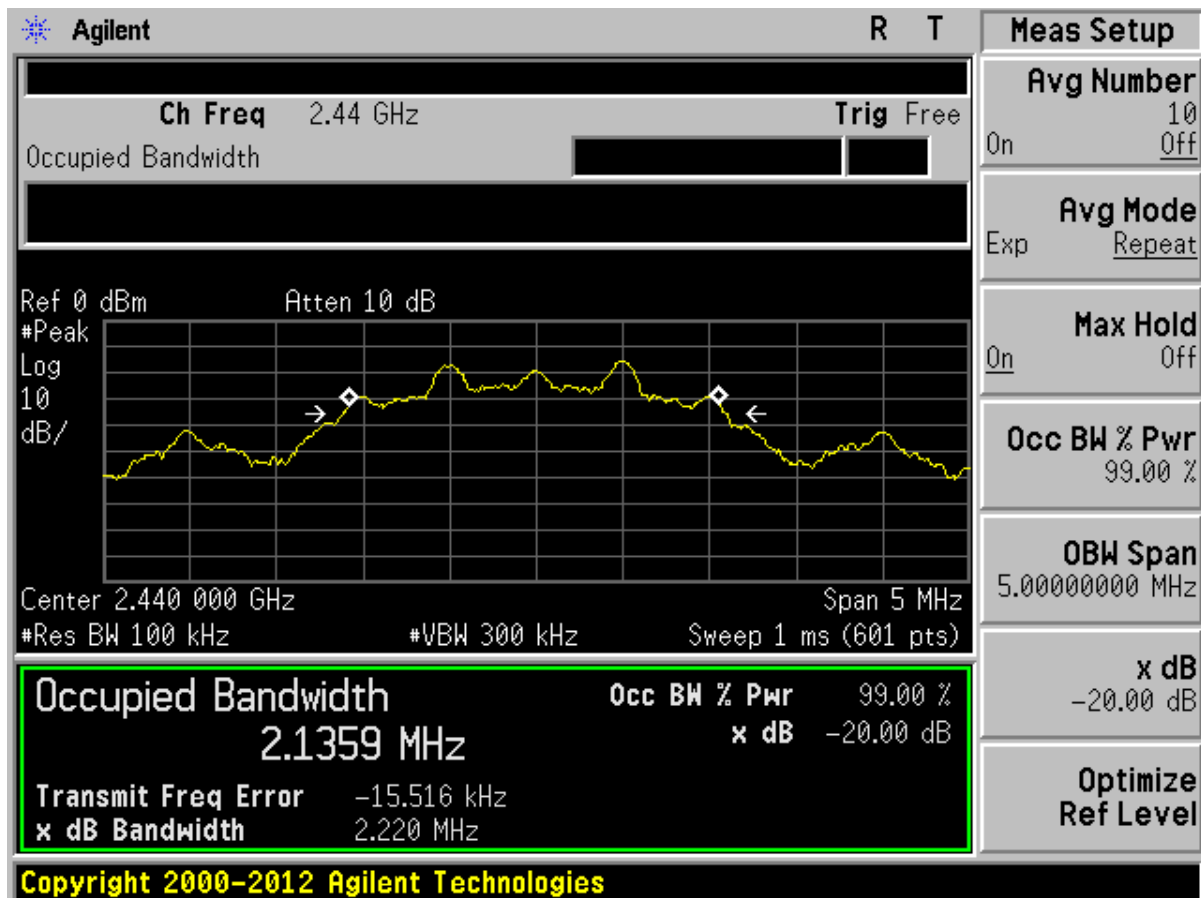 Agilent R T
Ch Freq 2.44 GHz Trig Free
Occupied Bandwidth
Ref 0 dBm Atten 10 dB
#Peak
Log
10
dB/
Center 2.440 000 GHz Span 5 MHz
#Res BW 100 kHz #VBW 300 kHz Sweep 1 ms (601 pts)
Occupied Bandwidth Occ BW % Pwr 99.00 %
2.1359 MHz x dB -20.00 dB
Transmit Freq Error -15.516 kHz
x dB Bandwidth 2.220 MHz
Copyright 2000-2012 Agilent Technologies
Meas Setup
Avg Number
10
On Off
Avg Mode
Exp Repeat
Max Hold
On Off
Occ BW % Pwr
99.00 %
OBW Span
5.00000000 MHz
x dB
-20.00 dB
Optimize
Ref Level